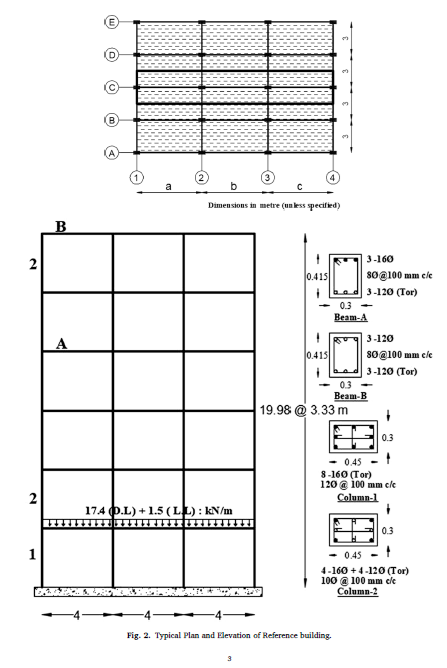 E
D
C
B
A
3
3
3
3
1
2
3
4
a
b
c
Dimensions in metre (unless specified)
B
2
A
2
1
17.4 (D.L) + 1.5 ( L.L) : kN/m
4
4
4
19.98 @ 3.33 m
3 -16Ø
8Ø@100 mm c/c
3 -12Ø (Tor)
0.415
0.3
Beam-A
3 -12Ø
8Ø@100 mm c/c
3 -12Ø (Tor)
0.415
0.3
Beam-B
0.3
0.45
8 -16Ø (Tor)
12Ø @ 100 mm c/c
Column-1
0.3
0.45
4 -16Ø + 4 -12Ø (Tor)
10Ø @ 100 mm c/c
Column-2
Fig. 2. Typical Plan and Elevation of Reference building.
3